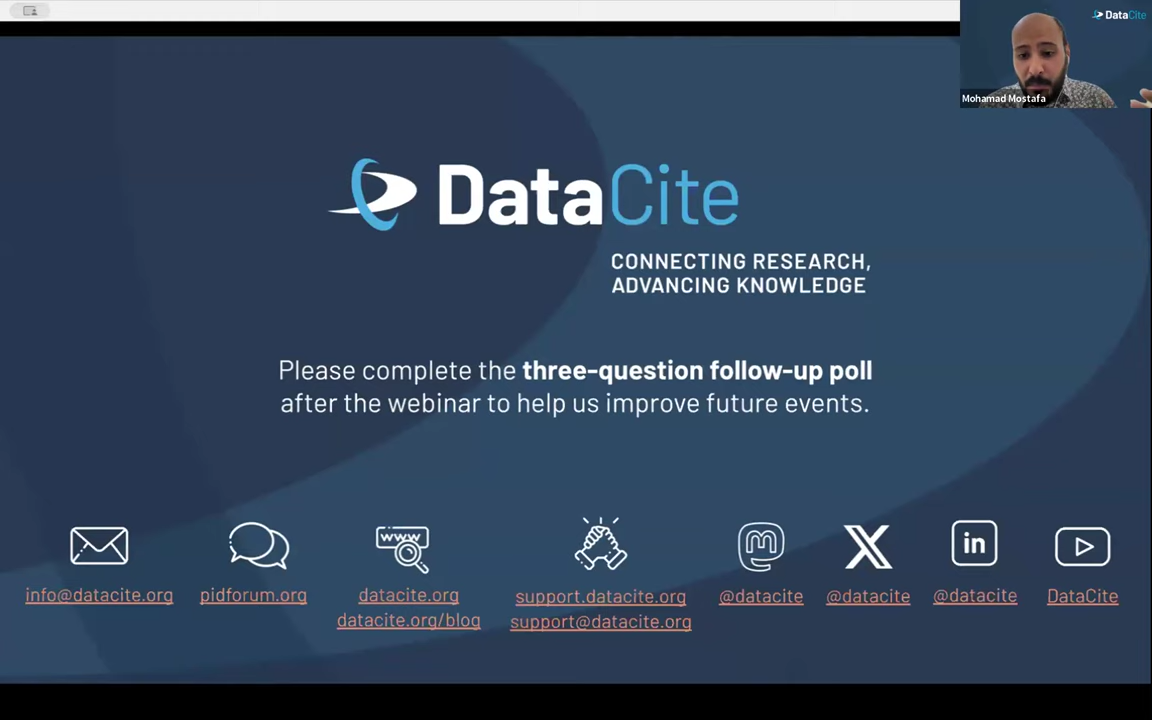 DataCite
Mohamad Mostafa
DataCite
CONNECTING RESEARCH,
ADVANCING KNOWLEDGE
Please complete the three-question follow-up poll
after the webinar to help us improve future events.
www
in
info@datacite.org
pidforum.org
datacite.org
datacite.org/blog
support.datacite.org
support@datacite.org
@datacite
@datacite
@datacite
DataCite